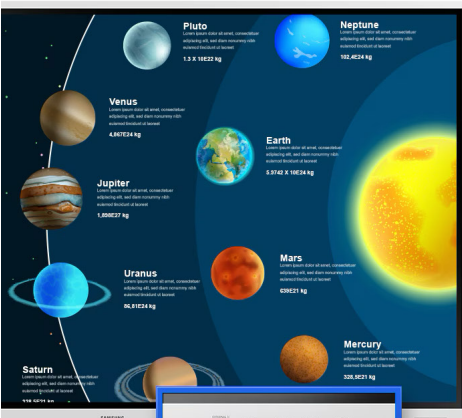 Pluto
Lorem ipsum dolor sit amet, consectetuer
adipiscing elit, sed diam nonummy nibh
euismod tincidunt ut laoreet
1.3 X 10E22 kg
Neptune
Lorem ipsum dolor sit amet, consectetuer
adipiscing elit, sed diam nonummy nibh
euismod tincidunt ut laoreet
102,4E24 kg
Venus
Lorem ipsum dolor sit amet, consectetuer
adipiscing elit, sed diam nonummy nibh
euismod tincidunt ut laoreet
4,867E24 kg
Earth
Lorem ipsum dolor sit amet, consectetuer
adipiscing elit, sed diam nonummy nibh
euismod tincidunt ut laoreet
5.9742 X 10E24 kg
Jupiter
Lorem ipsum dolor sit amet, consectetuer
adipiscing elit, sed diam nonummy nibh
euismod tincidunt ut laoreet
1,898E27 kg
Mars
Lorem ipsum dolor sit amet, consectetuer
adipiscing elit, sed diam nonummy nibh
euismod tincidunt ut laoreet
639E21 kg
Uranus
Lorem ipsum dolor sit amet, consectetuer
adipiscing elit, sed diam nonummy nibh
euismod tincidunt ut laoreet
86,81E24 kg
Mercury
Lorem ipsum dolor sit amet, consectetuer
adipiscing elit, sed diam nonummy nibh
euismod tincidunt ut laoreet
328,5E21 kg
Saturn
Lorem ipsum dolor sit amet, consectetuer
adipiscing elit, sed diam nonummy nibh
euismod tincidunt ut laoreet
328,5E21 kg
SAMSUNG